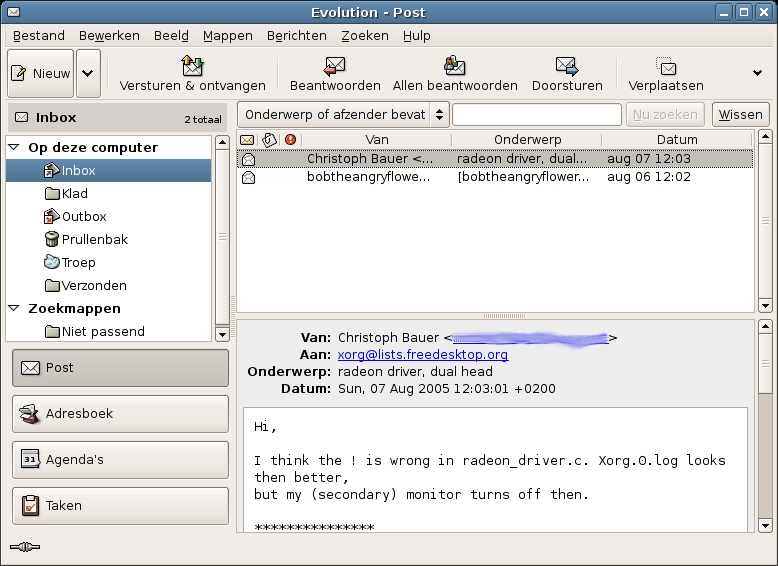 Evolution - Post
Bestand Bewerken Beeld Mappen Berichten Zoeken Hulp
Nieuw Versturen & ontvangen Beantwoorden Allen beantwoorden Doorsturen Verplaatsen
Inbox 2 totaal
Onderwerp of afzender bevat Nu zoeken Wissen
Op deze computer
Inbox
Klad
Outbox
Prullenbak
Troep
Verzonden
Zoekmappen
Niet passend
Van Onderwerp Datum
Christoph Bauer <... radeon driver, dual... aug 07 12:03
bobtheangryflowe... [bobtheangryflower... aug 06 12:02
Post
Adresboek
31 Agenda's
Taken
Van: Christoph Bauer < >
Aan: xorg@lists.freedesktop.org
Onderwerp: radeon driver, dual head
Datum: Sun, 07 Aug 2005 12:03:01 +0200
Hi,
I think the ! is wrong in radeon_driver.c. Xorg.0.log looks
then better,
but my (secondary) monitor turns off then.
***************